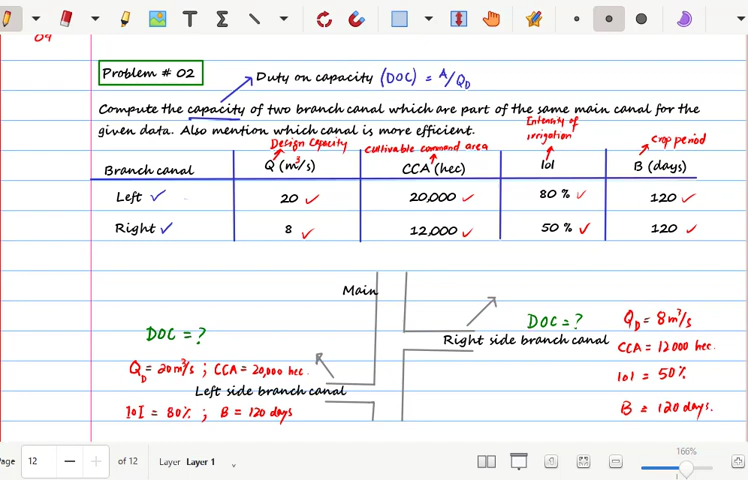 04
Problem # 02
Duty on capacity (DOC) = A/QD
Compute the capacity of two branch canal which are part of the same main canal for the
given data. Also mention which canal is more efficient.
Design Capacity
Cultivable command area
Intensity of
irrigation
Crop period
Branch canal Q (m³/s) CCA (hec) IoI B (days)
Left 20 20,000 80 % 120
Right 8 12,000 50 % 120
Main
DOC = ?
QD = 20 m³/s ; CCA = 20,000 hec.
Left side branch canal
IoI = 80% ; B = 120 days
DOC = ?
Right side branch canal
QD = 8 m³/s
CCA = 12000 hec.
IoI = 50%
B = 120 days.
Page 12 of 12 Layer Layer 1
166%